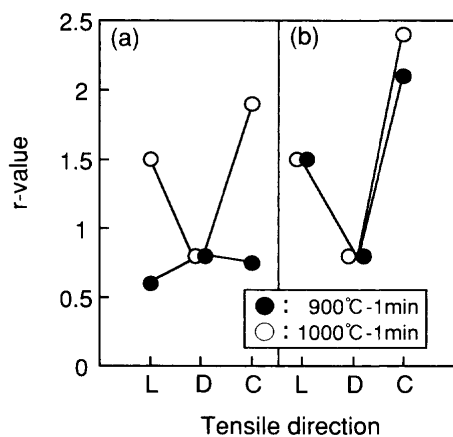 (a)
(b)
2.5
2
1.5
1
0.5
0
r-value
● : 900℃-1min
○ : 1000℃-1min
L D C L D C
Tensile direction